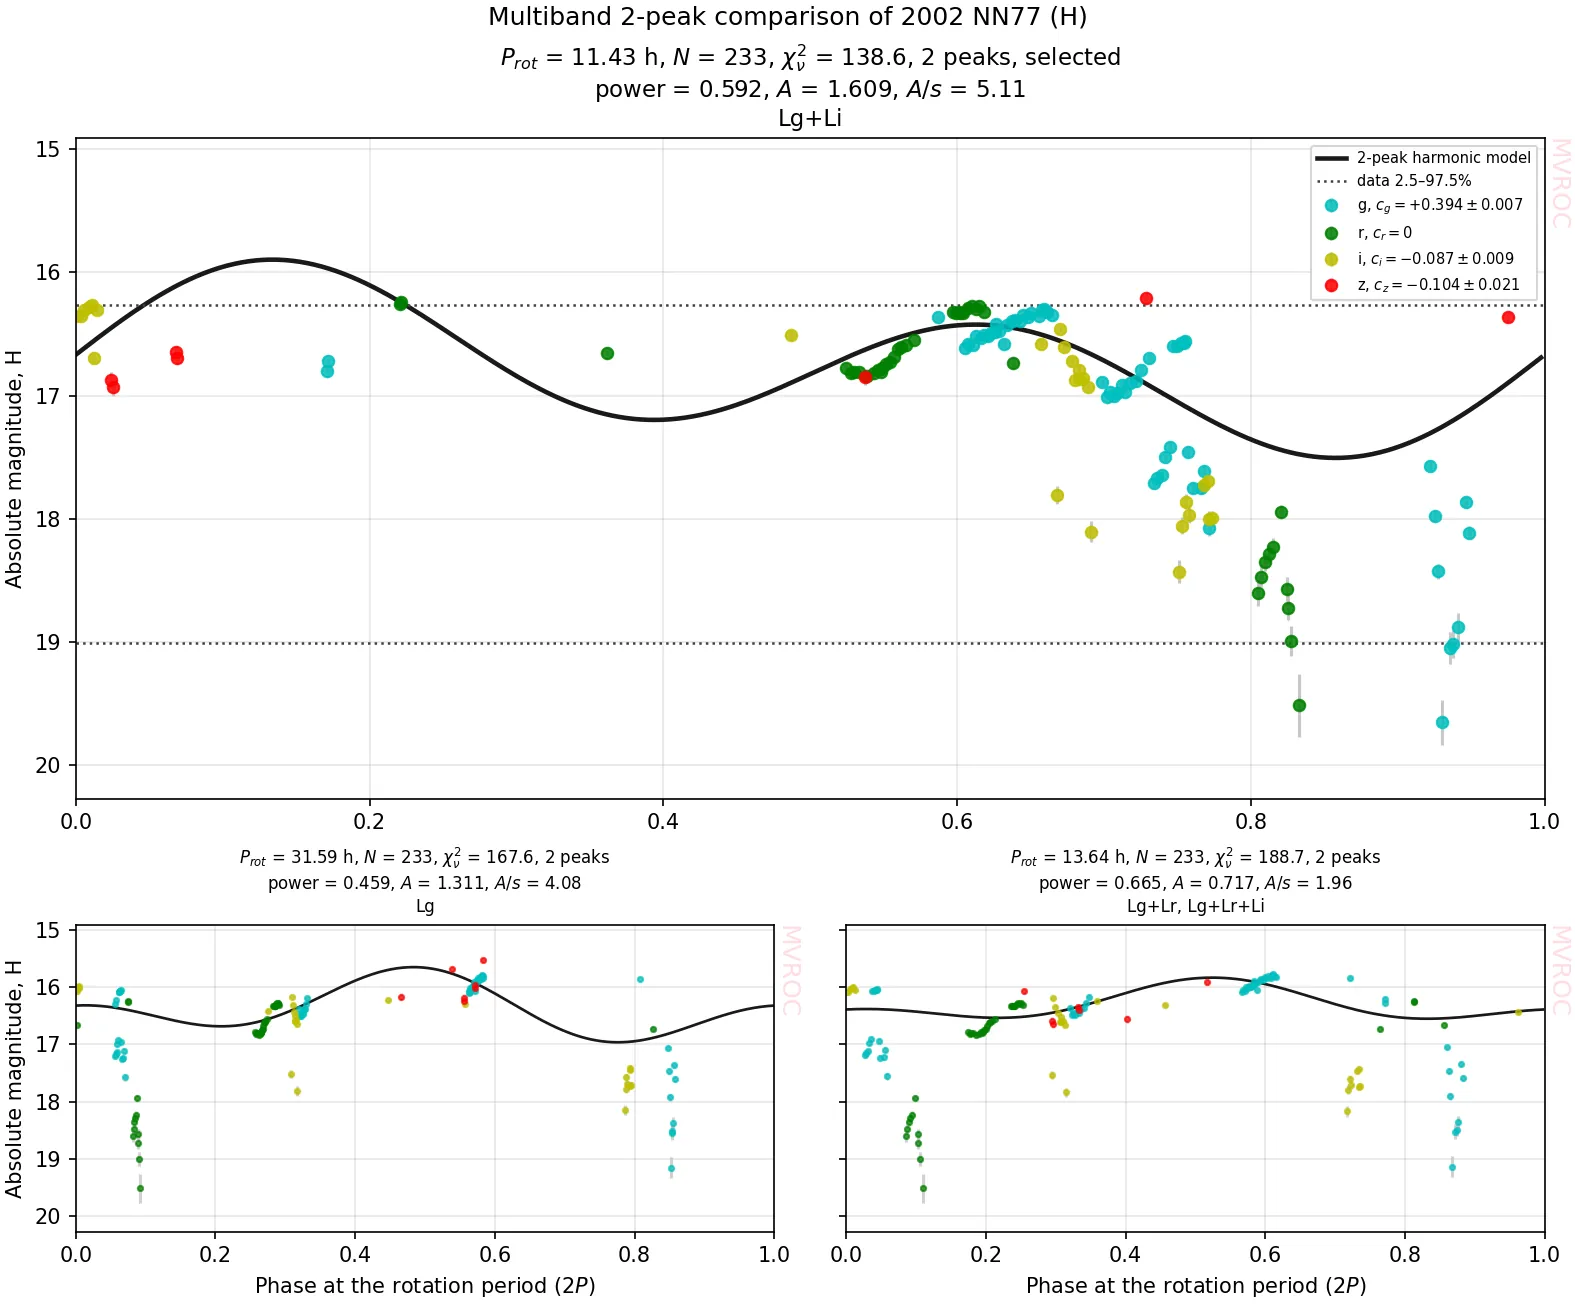 Multiband 2-peak comparison of 2002 NN77 (H)
P_rot = 11.43 h, N = 233, χ²_ν = 138.6, 2 peaks, selected
power = 0.592, A = 1.609, A/s = 5.11
Lg+Li
15
16
17
18
19
20
Absolute magnitude, H
0.0 0.2 0.4 0.6 0.8 1.0
2-peak harmonic model
data 2.5–97.5%
g, c_g = +0.394 ± 0.007
r, c_r = 0
i, c_i = −0.087 ± 0.009
z, c_z = −0.104 ± 0.021
MVROC
P_rot = 31.59 h, N = 233, χ²_ν = 167.6, 2 peaks
power = 0.459, A = 1.311, A/s = 4.08
Lg
15
16
17
18
19
20
Absolute magnitude, H
0.0 0.2 0.4 0.6 0.8 1.0
Phase at the rotation period (2P)
MVROC
P_rot = 13.64 h, N = 233, χ²_ν = 188.7, 2 peaks
power = 0.665, A = 0.717, A/s = 1.96
Lg+Lr, Lg+Lr+Li
0.0 0.2 0.4 0.6 0.8 1.0
Phase at the rotation period (2P)
MVROC